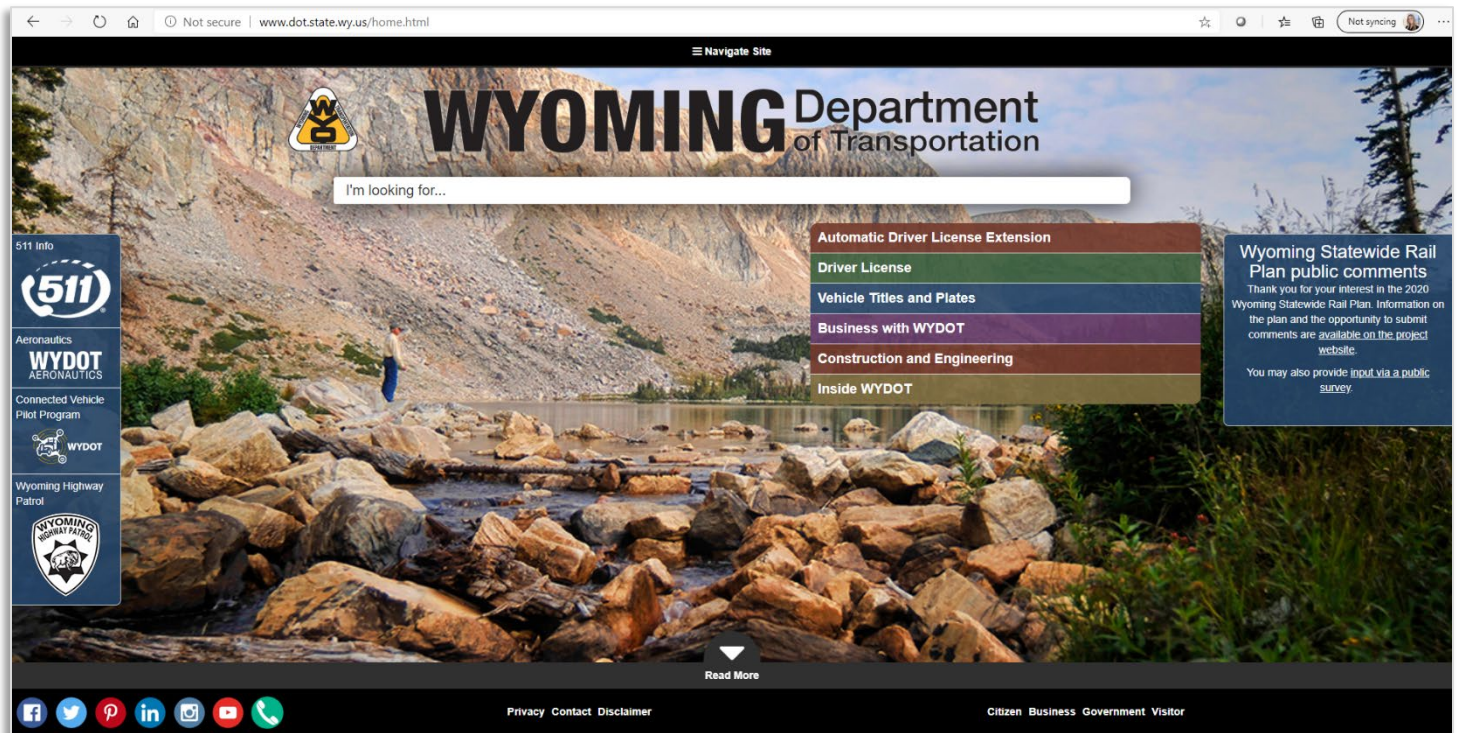 Not secure | www.dot.state.wy.us/home.html
Not syncing
Navigate Site
WYOMING Department
of Transportation
WYO
DEPARTMENT
I'm looking for...
511 Info
511
Aeronautics
WYDOT
AERONAUTICS
Connected Vehicle
Pilot Program
WYDOT
Wyoming Highway
Patrol
WYOMING
HIGHWAY PATROL
Automatic Driver License Extension
Driver License
Vehicle Titles and Plates
Business with WYDOT
Construction and Engineering
Inside WYDOT
Wyoming Statewide Rail
Plan public comments
Thank you for your interest in the 2020
Wyoming Statewide Rail Plan. Information on
the plan and the opportunity to submit
comments are available on the project
website.
You may also provide input via a public
survey.
Read More
Privacy Contact Disclaimer
Citizen Business Government Visitor